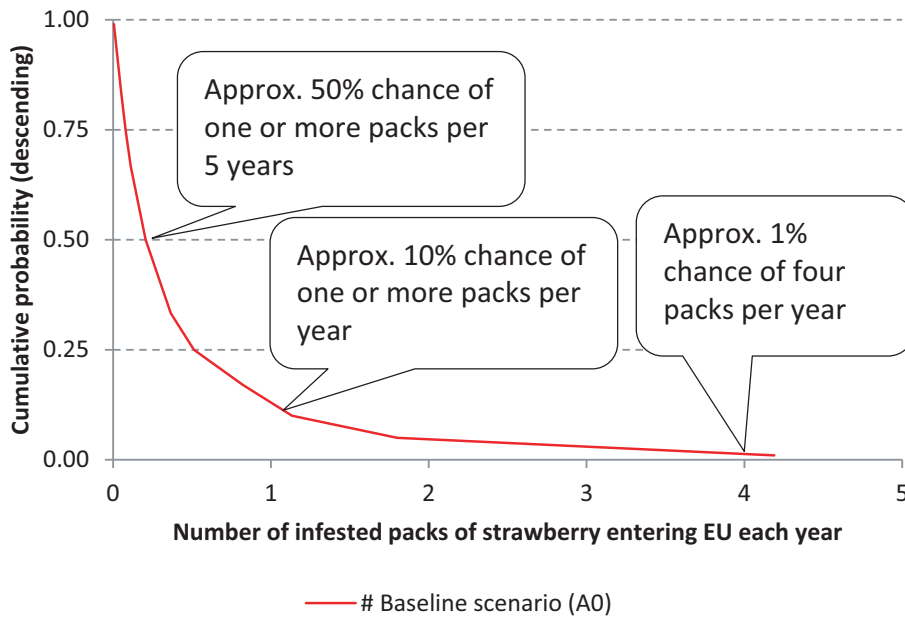 Cumulative probability (descending)
1.00
0.75
0.50
0.25
0.00
Approx. 50% chance of
one or more packs per
5 years
Approx. 10% chance of
one or more packs per
year
Approx. 1%
chance of four
packs per year
0
1
2
3
4
5
Number of infested packs of strawberry entering EU each year
# Baseline scenario (A0)